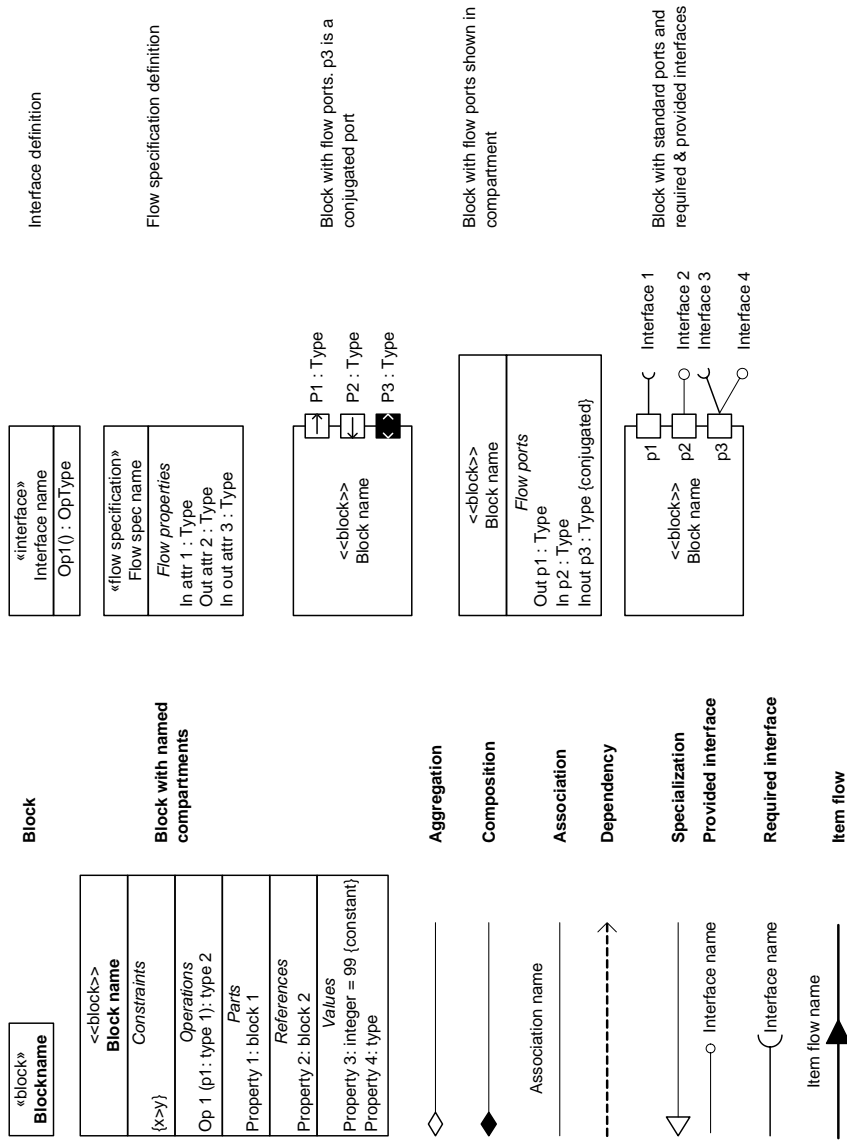 «block»
Blockname
Block
<<block>>
Block name
Constraints
{x>y}
Operations
Op 1 (p1: type 1): type 2
Parts
Property 1: block 1
References
Property 2: block 2
Values
Property 3: integer = 99 {constant}
Property 4: type
Block with named
compartments
Aggregation
Composition
Association name
Association
Dependency
Specialization
Interface name
Provided interface
Interface name
Required interface
Item flow name
Item flow
«interface»
Interface name
Op1() : OpType
Interface definition
«flow specification»
Flow spec name
Flow properties
In attr 1 : Type
Out attr 2 : Type
In out attr 3 : Type
Flow specification definition
<<block>>
Block name
P1 : Type
P2 : Type
P3 : Type
Block with flow ports. p3 is a
conjugated port
<<block>>
Block name
Flow ports
Out p1 : Type
In p2 : Type
Inout p3 : Type {conjugated}
Block with flow ports shown in
compartment
<<block>>
Block name
p1
p2
p3
Interface 1
Interface 2
Interface 3
Interface 4
Block with standard ports and
required & provided interfaces